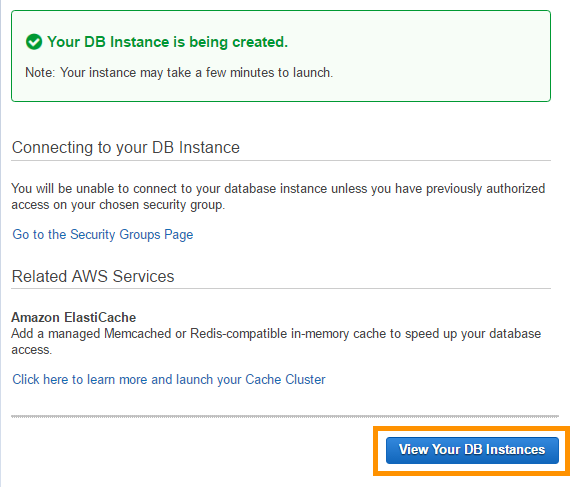 Your DB Instance is being created.
Note: Your instance may take a few minutes to launch.
Connecting to your DB Instance
You will be unable to connect to your database instance unless you have previously authorized
access on your chosen security group.
Go to the Security Groups Page
Related AWS Services
Amazon ElastiCache
Add a managed Memcached or Redis-compatible in-memory cache to speed up your database
access.
Click here to learn more and launch your Cache Cluster
View Your DB Instances